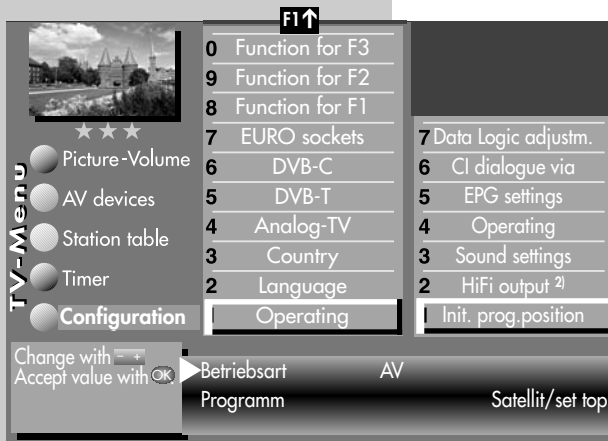 F1↑
0 Function for F3
9 Function for F2
8 Function for F1
7 EURO sockets
6 DVB-C
5 DVB-T
4 Analog-TV
3 Country
2 Language
1 Operating
7 Data Logic adjustm.
6 CI dialogue via
5 EPG settings
4 Operating
3 Sound settings
2 HiFi output 2)
1 Init. prog.position
TV-Menu
Picture-Volume
AV devices
Station table
Timer
Configuration
Change with - +
Accept value with OK.
Betriebsart AV
Programm Satellit/set top